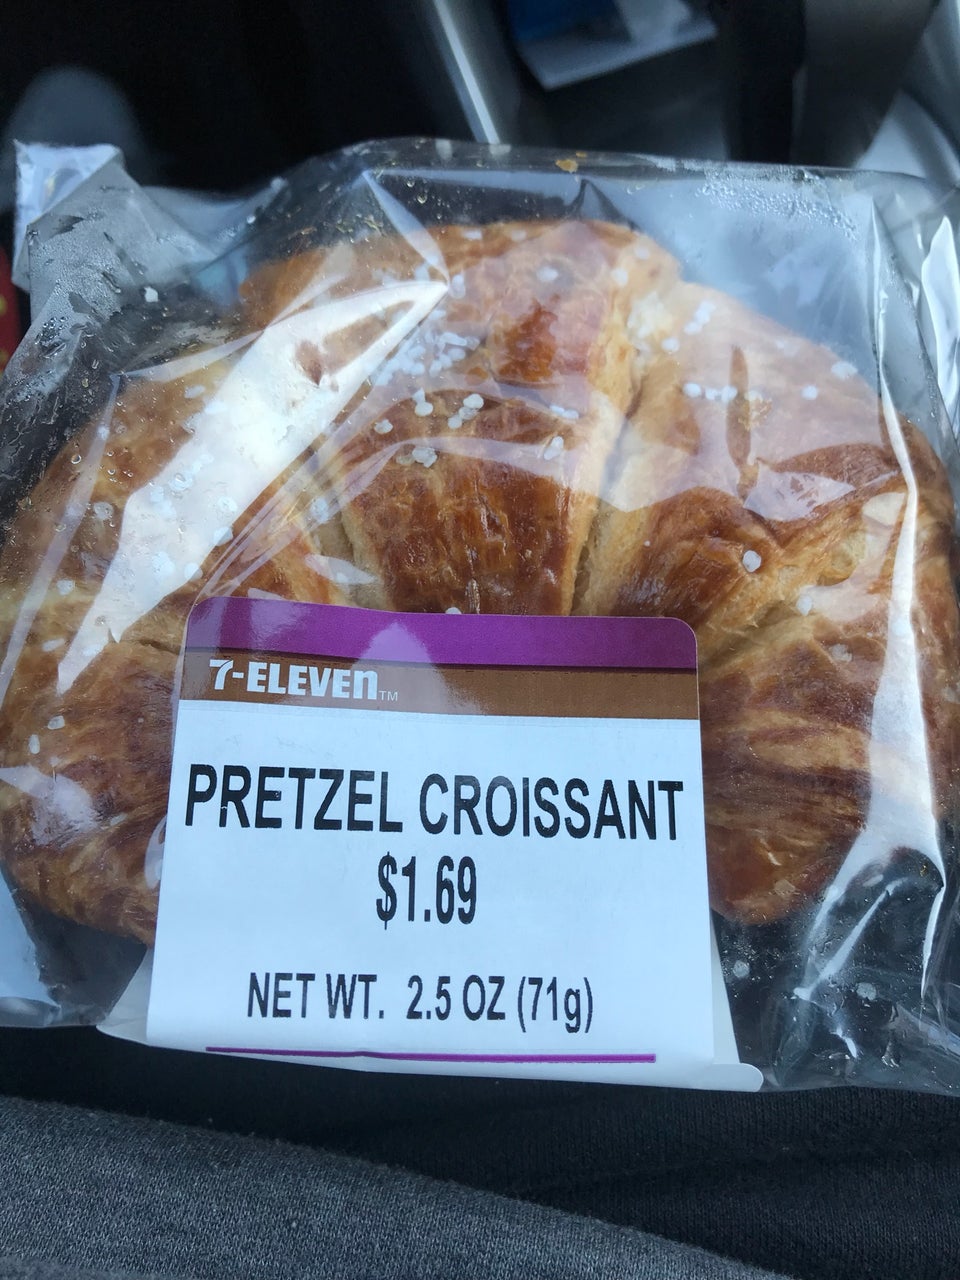 7-ELEVEn™
PRETZEL CROISSANT
$1.69
NET WT. 2.5 OZ (71g)